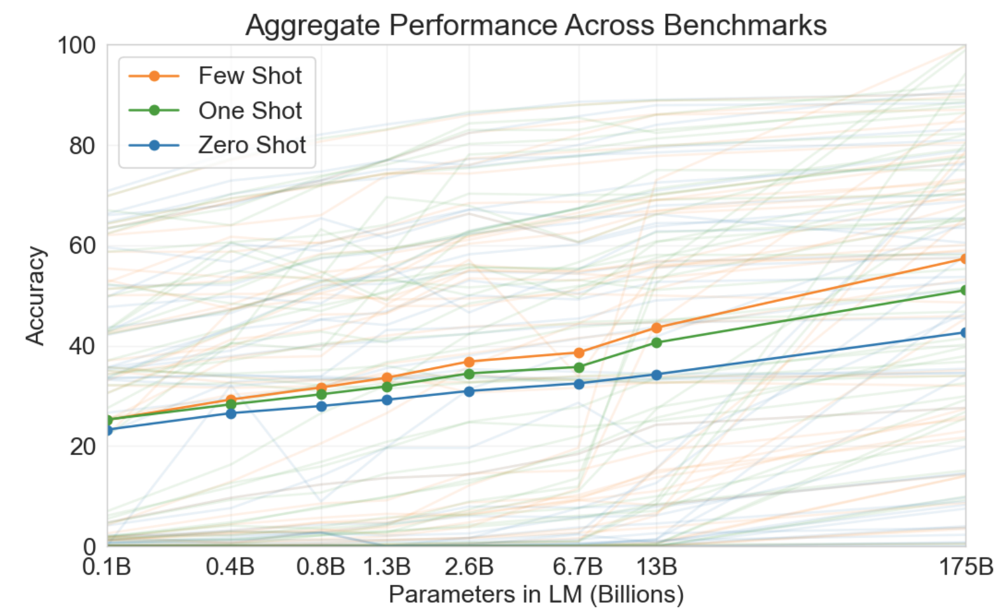 Aggregate Performance Across Benchmarks
100
80
60
40
20
0
Accuracy
Few Shot
One Shot
Zero Shot
0.1B 0.4B 0.8B 1.3B 2.6B 6.7B 13B 175B
Parameters in LM (Billions)